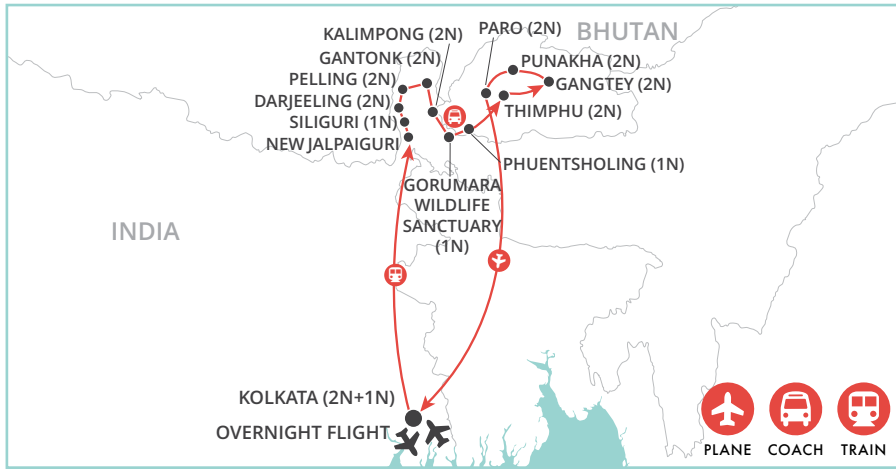 KALIMPONG (2N)
PARO (2N)
BHUTAN
GANTONK (2N)
PUNAKHA (2N)
PELLING (2N)
GANGTEY (2N)
DARJEELING (2N)
THIMPHU (2N)
SILIGURI (1N)
NEW JALPAIGURI
PHUENTSHOLING (1N)
GORUMARA
WILDLIFE
SANCTUARY
(1N)
INDIA
KOLKATA (2N+1N)
OVERNIGHT FLIGHT
PLANE
COACH
TRAIN